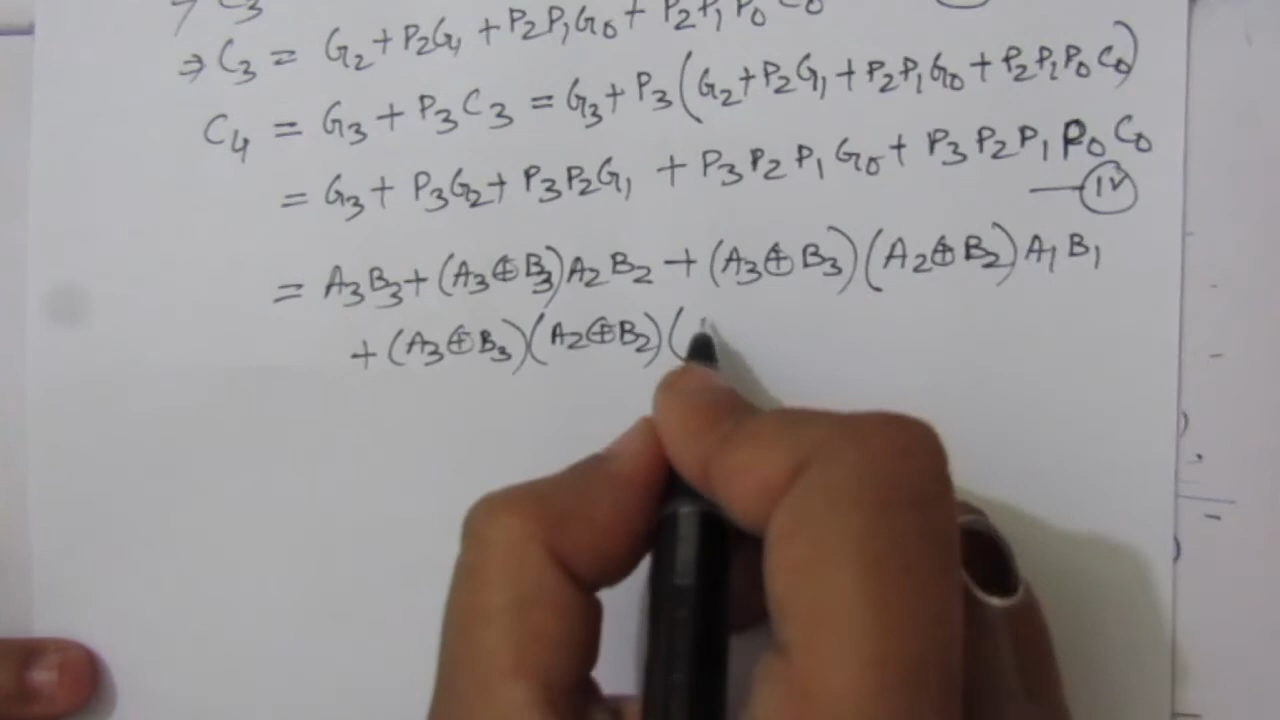 ⇒ C₃ = G₂ + P₂G₁ + P₂P₁G₀ + P₂P₁P₀C₀
C₄ = G₃ + P₃C₃ = G₃ + P₃(G₂ + P₂G₁ + P₂P₁G₀ + P₂P₁P₀C₀)
= G₃ + P₃G₂ + P₃P₂G₁ + P₃P₂P₁G₀ + P₃P₂P₁P₀C₀
— IV
= A₃B₃ + (A₃⊕B₃)A₂B₂ + (A₃⊕B₃)(A₂⊕B₂)A₁B₁
+ (A₃⊕B₃)(A₂⊕B₂)(